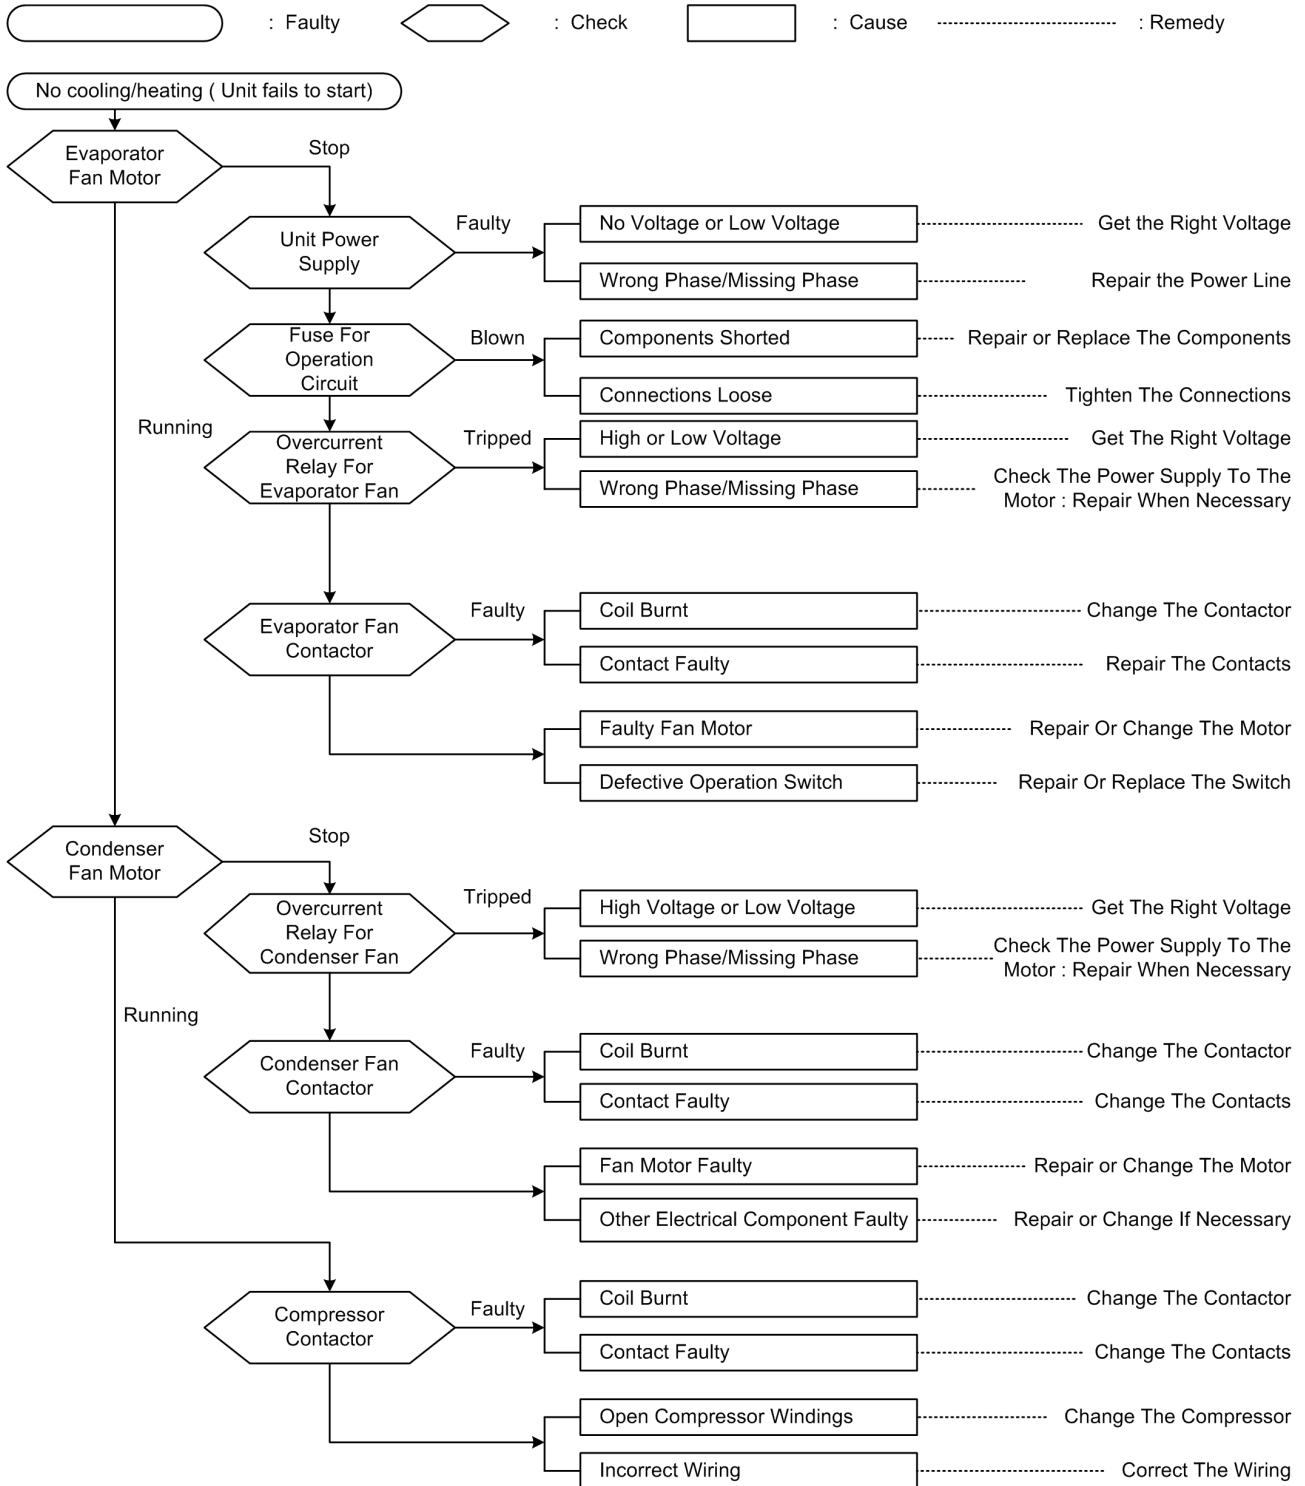 : Faulty
: Check
: Cause
: Remedy
No cooling/heating ( Unit fails to start)
Evaporator
Fan Motor
Stop
Unit Power
Supply
Faulty
No Voltage or Low Voltage
Get the Right Voltage
Wrong Phase/Missing Phase
Repair the Power Line
Fuse For
Operation
Circuit
Blown
Components Shorted
Repair or Replace The Components
Connections Loose
Tighten The Connections
Running
Overcurrent
Relay For
Evaporator Fan
Tripped
High or Low Voltage
Get The Right Voltage
Wrong Phase/Missing Phase
Check The Power Supply To The
Motor : Repair When Necessary
Evaporator Fan
Contactor
Faulty
Coil Burnt
Change The Contactor
Contact Faulty
Repair The Contacts
Faulty Fan Motor
Repair Or Change The Motor
Defective Operation Switch
Repair Or Replace The Switch
Condenser
Fan Motor
Stop
Overcurrent
Relay For
Condenser Fan
Tripped
High Voltage or Low Voltage
Get The Right Voltage
Wrong Phase/Missing Phase
Check The Power Supply To The
Motor : Repair When Necessary
Running
Condenser Fan
Contactor
Faulty
Coil Burnt
Change The Contactor
Contact Faulty
Change The Contacts
Fan Motor Faulty
Repair or Change The Motor
Other Electrical Component Faulty
Repair or Change If Necessary
Compressor
Contactor
Faulty
Coil Burnt
Change The Contactor
Contact Faulty
Change The Contacts
Open Compressor Windings
Change The Compressor
Incorrect Wiring
Correct The Wiring